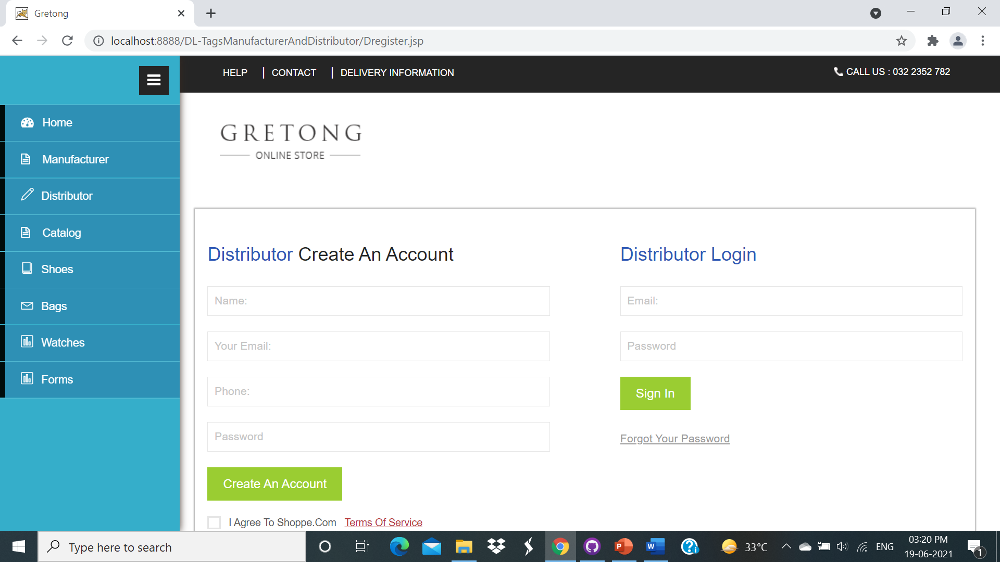 Gretong
localhost:8888/DL-TagsManufacturerAndDistributor/Dregister.jsp
HELP | CONTACT | DELIVERY INFORMATION
CALL US : 032 2352 782
Home
Manufacturer
Distributor
Catalog
Shoes
Bags
Watches
Forms
GRETONG
ONLINE STORE
Distributor Create An Account
Name:
Your Email:
Phone:
Password
Create An Account
I Agree To Shoppe.Com Terms Of Service
Distributor Login
Email:
Password
Sign In
Forgot Your Password
Type here to search
33°C
ENG
03:20 PM
19-06-2021
1